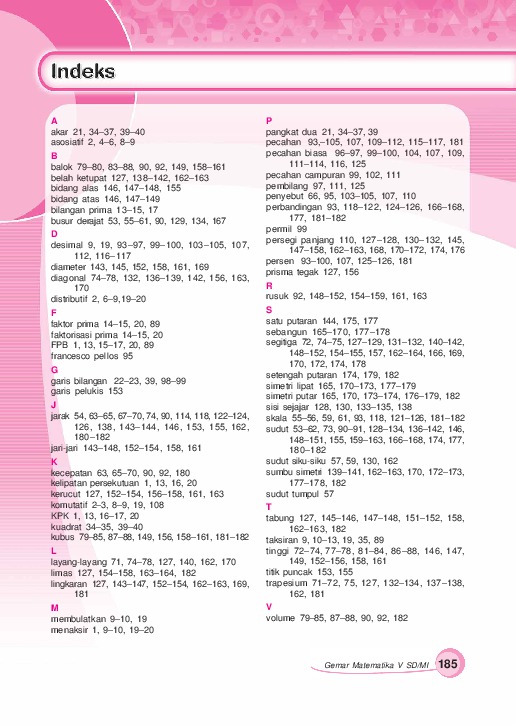 Indeks
A
akar 21, 34–37, 39–40
asosiatif 2, 4–6, 8–9
B
balok 79–80, 83–88, 90, 92, 149, 158–161
belah ketupat 127, 138–142, 162–163
bidang alas 146, 147–148, 155
bidang atas 146, 147–149
bilangan prima 13–15, 17
busur derajat 53, 55–61, 90, 129, 134, 167
D
desimal 9, 19, 93–97, 99–100, 103–105, 107,
112, 116–117
diameter 143, 145, 152, 158, 161, 169
diagonal 74–78, 132, 136–139, 142, 156, 163,
170
distributif 2, 6–9,19–20
F
faktor prima 14–15, 20, 89
faktorisasi prima 14–15, 20
FPB 1, 13, 15–17, 20, 89
francesco pellos 95
G
garis bilangan 22–23, 39, 98–99
garis pelukis 153
J
jarak 54, 63–65, 67–70, 74, 90, 114, 118, 122–124,
126, 138, 143–144, 146, 153, 155, 162,
180–182
jari-jari 143–148, 152–154, 158, 161
K
kecepatan 63, 65–70, 90, 92, 180
kelipatan persekutuan 1, 13, 16, 20
kerucut 127, 152–154, 156–158, 161, 163
komutatif 2–3, 8–9, 19, 108
KPK 1, 13, 16–17, 20
kuadrat 34–35, 39–40
kubus 79–85, 87–88, 149, 156, 158–161, 181–182
L
layang-layang 71, 74–78, 127, 140, 162, 170
limas 127, 154–158, 163–164, 182
lingkaran 127, 143–147, 152–154, 162–163, 169,
181
M
membulatkan 9–10, 19
menaksir 1, 9–10, 19–20
P
pangkat dua 21, 34–37, 39
pecahan 93,–105, 107, 109–112, 115–117, 181
pecahan biasa 96–97, 99–100, 104, 107, 109,
111–114, 116, 125
pecahan campuran 99, 102, 111
pembilang 97, 111, 125
penyebut 66, 95, 103–105, 107, 110
perbandingan 93, 118–122, 124–126, 166–168,
177, 181–182
permil 99
persegi panjang 110, 127–128, 130–132, 145,
147–158, 162–163, 168, 170–172, 174, 176
persen 93–100, 107, 125–126, 181
prisma tegak 127, 156
R
rusuk 92, 148–152, 154–159, 161, 163
S
satu putaran 144, 175, 177
sebangun 165–170, 177–178
segitiga 72, 74–75, 127–129, 131–132, 140–142,
148–152, 154–155, 157, 162–164, 166, 169,
170, 172, 174, 178
setengah putaran 174, 179, 182
simetri lipat 165, 170–173, 177–179
simetri putar 165, 170, 173–174, 176–179, 182
sisi sejajar 128, 130, 133–135, 138
skala 55–56, 59, 61, 93, 118, 121–126, 181–182
sudut 53–62, 73, 90–91, 128–134, 136–142, 146,
148–151, 155, 159–163, 166–168, 174, 177,
180–182
sudut siku-siku 57, 59, 130, 162
sumbu simetri 139–141, 162–163, 170, 172–173,
177–178, 182
sudut tumpul 57
T
tabung 127, 145–146, 147–148, 151–152, 158,
162–163, 182
taksiran 9, 10–13, 19, 35, 89
tinggi 72–74, 77–78, 81–84, 86–88, 146, 147,
149, 152–156, 158, 161
titik puncak 153, 155
trapesium 71–72, 75, 127, 132–134, 137–138,
162, 181
V
volume 79–85, 87–88, 90, 92, 182
Gemar Matematika V SD/MI 185